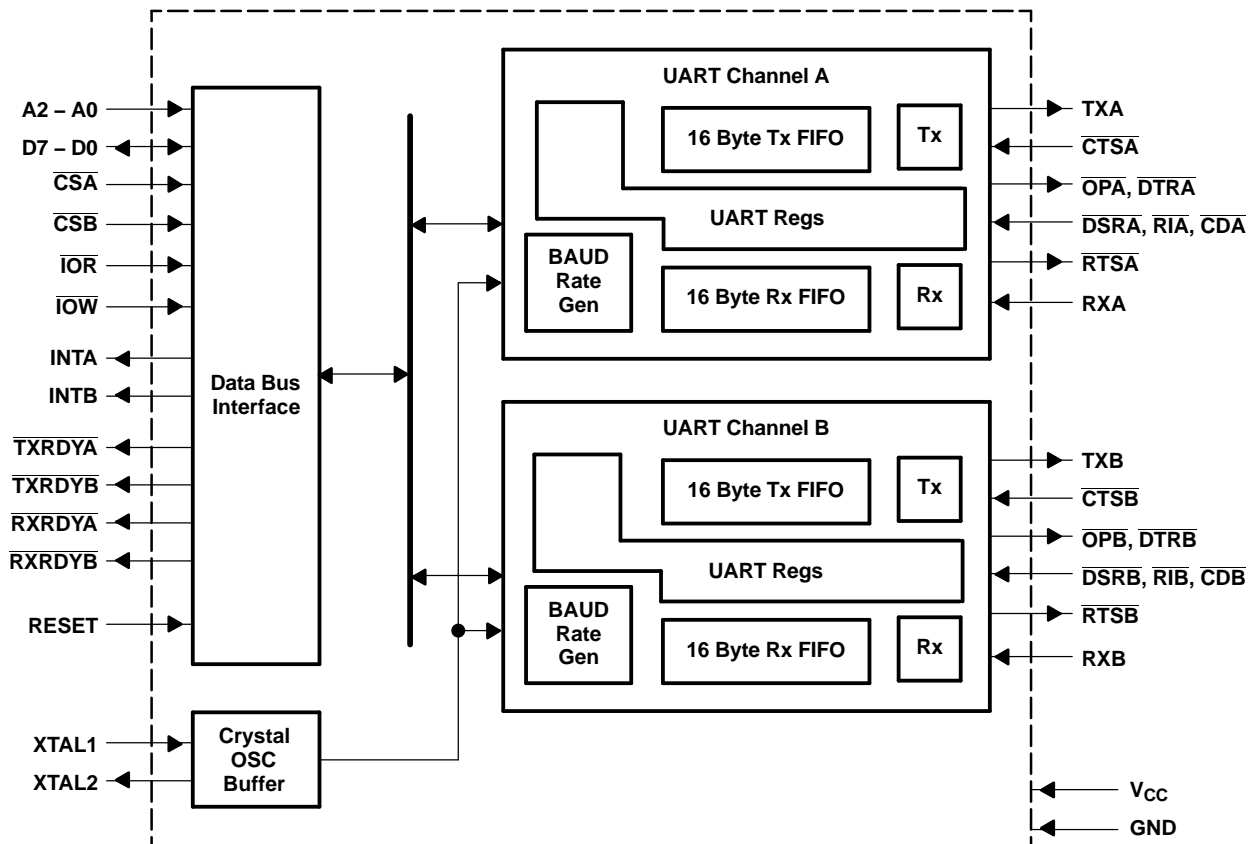 A2 – A0
D7 – D0
CSA
CSB
IOR
IOW
INTA
INTB
TXRDYA
TXRDYB
RXRDYA
RXRDYB
RESET
XTAL1
XTAL2
Data Bus
Interface
Crystal
OSC
Buffer
UART Channel A
16 Byte Tx FIFO
Tx
UART Regs
BAUD
Rate
Gen
16 Byte Rx FIFO
Rx
UART Channel B
16 Byte Tx FIFO
Tx
UART Regs
BAUD
Rate
Gen
16 Byte Rx FIFO
Rx
TXA
CTSA
OPA, DTRA
DSRA, RIA, CDA
RTSA
RXA
TXB
CTSB
OPB, DTRB
DSRB, RIB, CDB
RTSB
RXB
VCC
GND